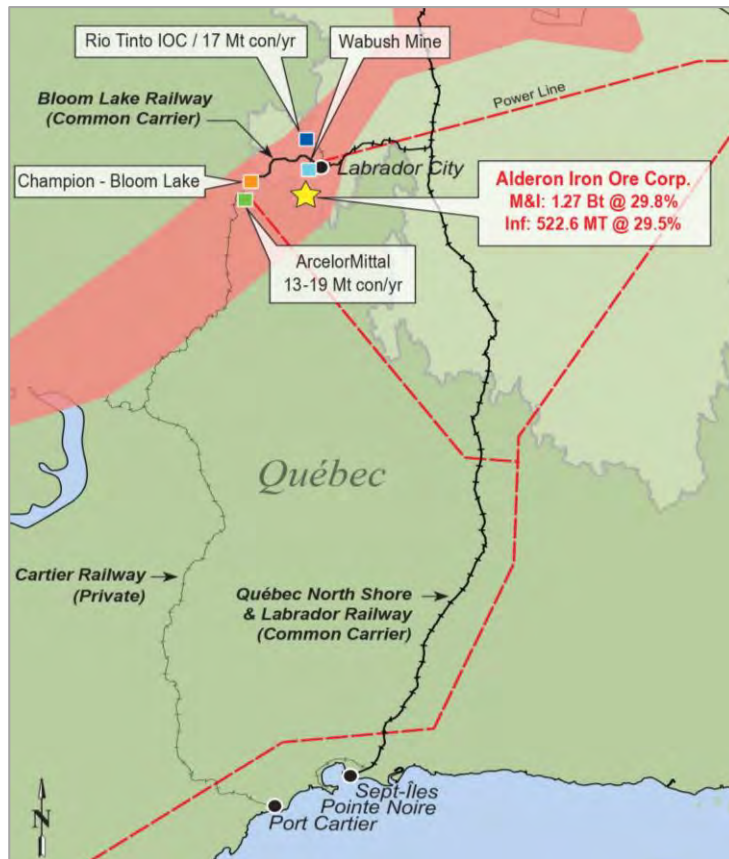 Rio Tinto IOC / 17 Mt con/yr
Wabush Mine
Bloom Lake Railway
(Common Carrier)
Power Line
Champion - Bloom Lake
Labrador City
Alderon Iron Ore Corp.
M&I: 1.27 Bt @ 29.8%
Inf: 522.6 MT @ 29.5%
ArcelorMittal
13-19 Mt con/yr
Québec
Cartier Railway
(Private)
Québec North Shore
& Labrador Railway
(Common Carrier)
Sept-Îles
Pointe Noire
Port Cartier
N